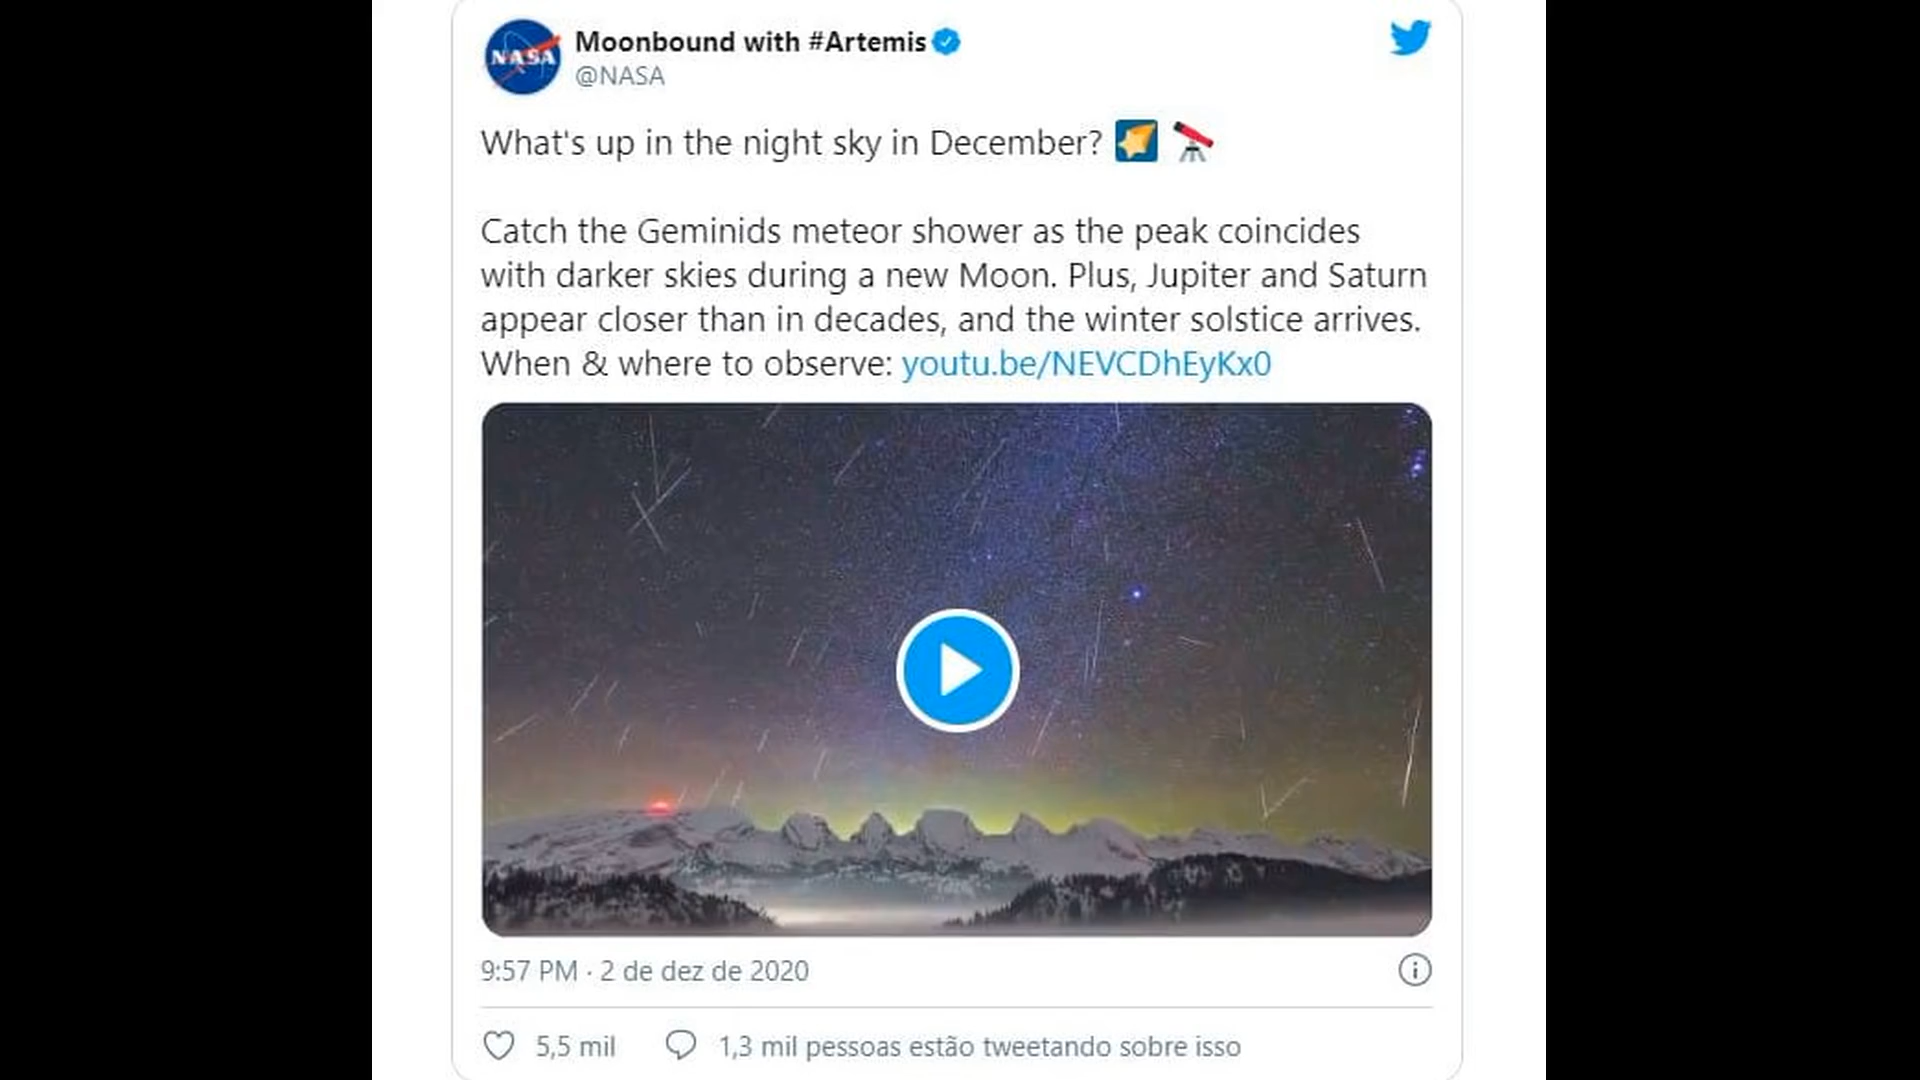 NASA
Moonbound with #Artemis
@NASA
What's up in the night sky in December?
Catch the Geminids meteor shower as the peak coincides
with darker skies during a new Moon. Plus, Jupiter and Saturn
appear closer than in decades, and the winter solstice arrives.
When & where to observe: youtu.be/NEVCDhEyKx0
9:57 PM · 2 de dez de 2020
5,5 mil
1,3 mil pessoas estão tweetando sobre isso